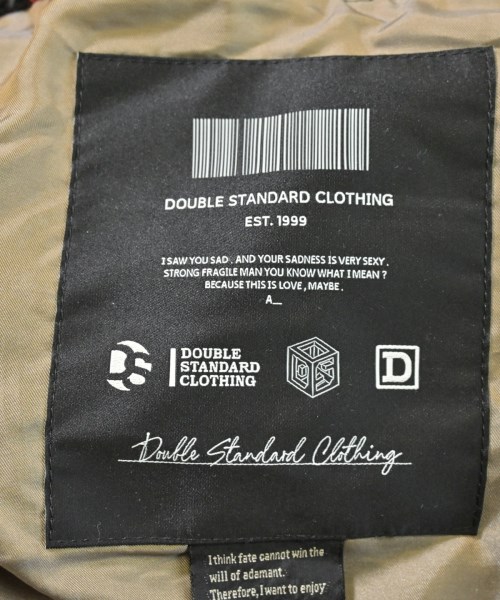 DOUBLE STANDARD CLOTHING
EST. 1999
I SAW YOU SAD . AND YOUR SADNESS IS VERY SEXY .
STRONG FRAGILE MAN YOU KNOW WHAT I MEAN ?
BECAUSE THIS IS LOVE , MAYBE .
A_
DS
DOUBLE
STANDARD
CLOTHING
D S
D
Double Standard Clothing
I think fate cannot win the
will of adamant.
Therefore, I want to enjoy